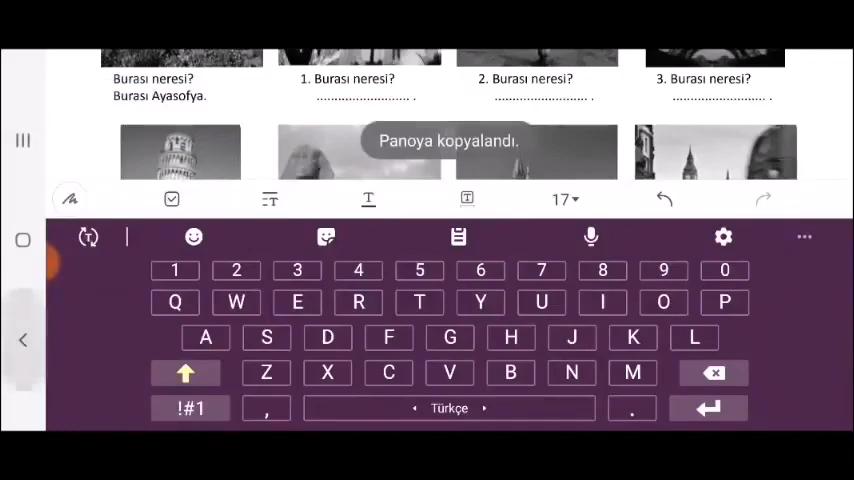 Burası neresi?
Burası Ayasofya.
1. Burası neresi?
........................... .
2. Burası neresi?
........................... .
3. Burası neresi?
........................... .
Panoya kopyalandı.
T
T
T
17
T
1 2 3 4 5 6 7 8 9 0
Q W E R T Y U I O P
A S D F G H J K L
Z X C V B N M
!#1 , Türkçe .